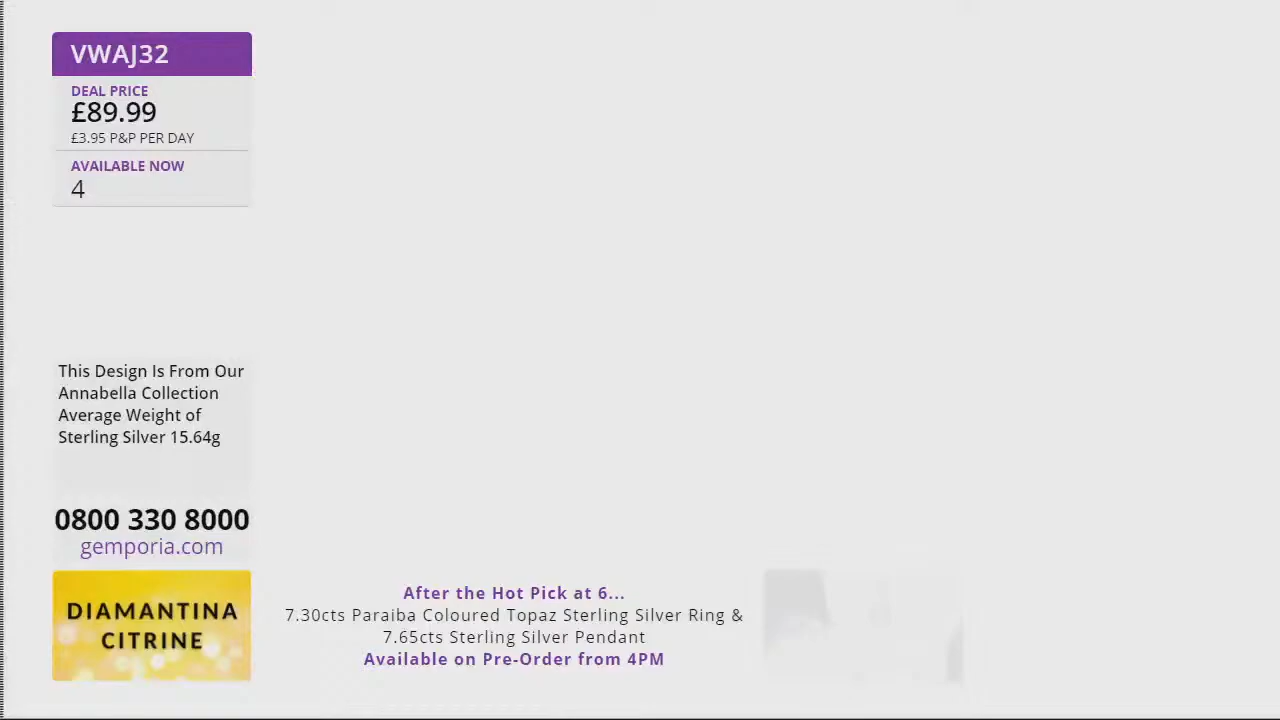 VWAJ32
DEAL PRICE
£89.99
£3.95 P&P PER DAY
AVAILABLE NOW
4
This Design Is From Our
Annabella Collection
Average Weight of
Sterling Silver 15.64g
0800 330 8000
gemporia.com
DIAMANTINA
CITRINE
After the Hot Pick at 6...
7.30cts Paraiba Coloured Topaz Sterling Silver Ring &
7.65cts Sterling Silver Pendant
Available on Pre-Order from 4PM